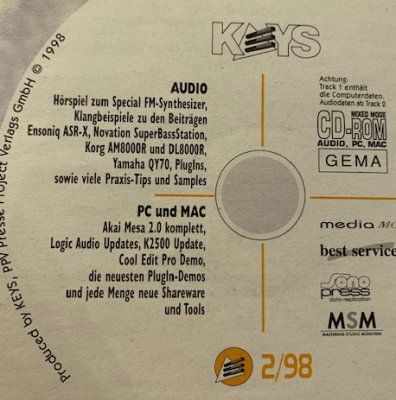 KEYS
Produced by KEYS, PPV Presse Project Verlags GmbH © 1998
AUDIO
Hörspiel zum Special FM-Synthesizer,
Klangbeispiele zu den Beiträgen
Ensoniq ASR-X, Novation SuperBassStation,
Korg AM8000R und DL8000R,
Yamaha QY70, PlugIns,
sowie viele Praxis-Tips und Samples
PC und MAC
Akai Mesa 2.0 komplett,
Logic Audio Updates, K2500 Update,
Cool Edit Pro Demo,
die neuesten PlugIn-Demos
und jede Menge neue Shareware
und Tools
Achtung:
Track 1 enthält
die Computerdaten.
Audiodaten ab Track 2.
MIXED MODE
CD-ROM
AUDIO, PC, MAC
GEMA
media
best service
sono
press
data-replication
MSM
MASTERING STUDIO MÜNCHEN
2/98